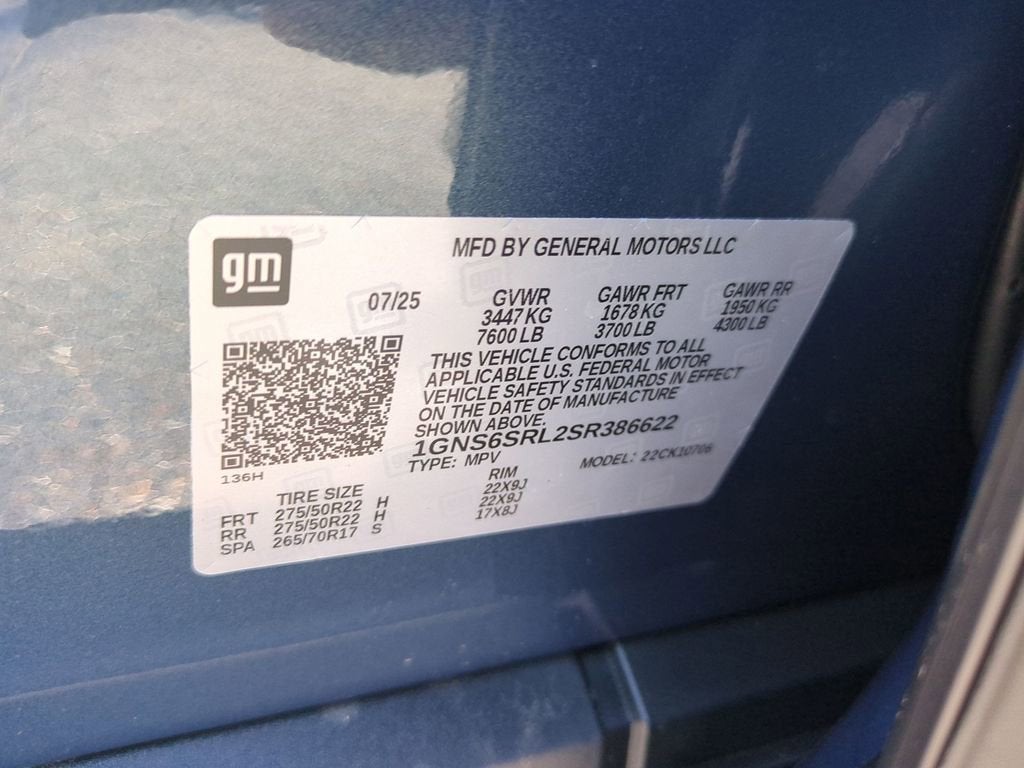 gm
MFD BY GENERAL MOTORS LLC
07/25 GVWR GAWR FRT GAWR RR
3447 KG 1678 KG 1950 KG
7600 LB 3700 LB 4300 LB
THIS VEHICLE CONFORMS TO ALL
APPLICABLE U.S. FEDERAL MOTOR
VEHICLE SAFETY STANDARDS IN EFFECT
ON THE DATE OF MANUFACTURE
SHOWN ABOVE.
1GNS6SRL2SR386622
TYPE: MPV MODEL: 22CK10706
136H
TIRE SIZE RIM
FRT 275/50R22 H 22X9J
RR 275/50R22 H 22X9J
SPA 265/70R17 S 17X8J